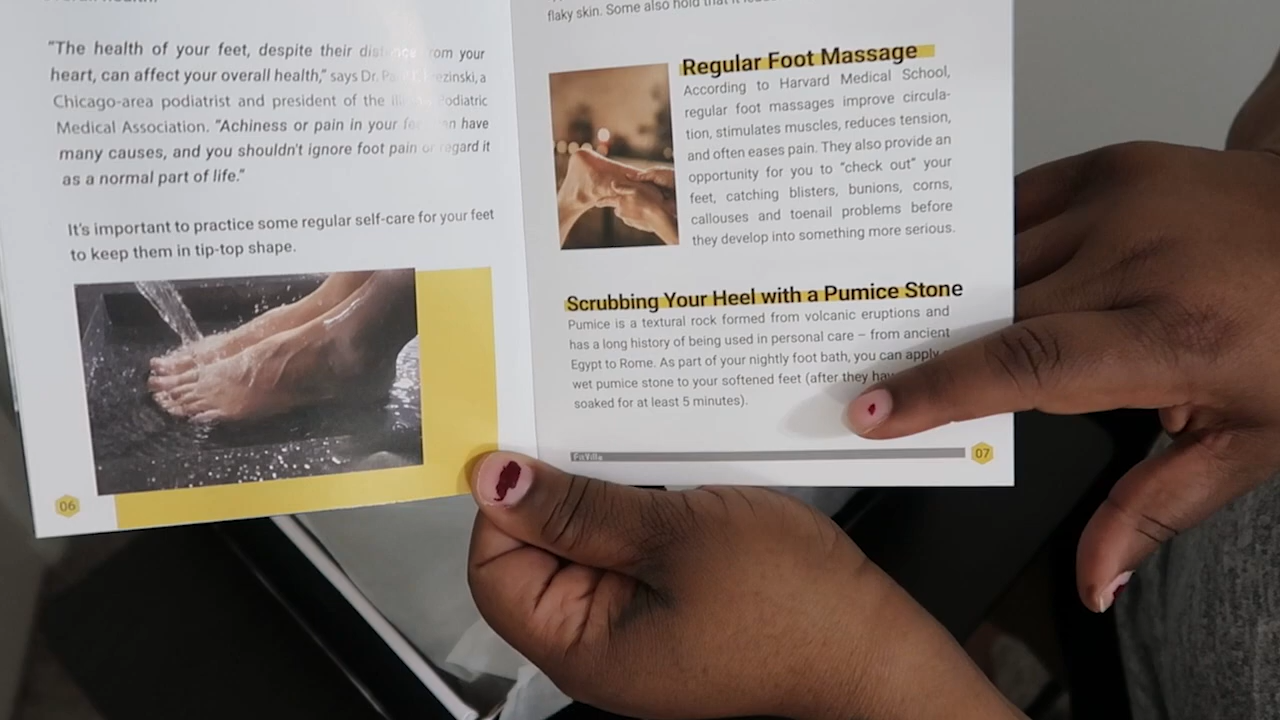 "The health of your feet, despite their from your
heart, can affect your overall health," says Dr. a
Chicago-area podiatrist and president of the Podiatric
Medical Association. "Achiness or pain in your can have
many causes, and you shouldn't ignore foot pain or regard it
as a normal part of life."
It's important to practice some regular self-care for your feet
to keep them in tip-top shape.
06
flaky skin. Some also hold that it
Regular Foot Massage
According to Harvard Medical School,
regular foot massages improve circula-
tion, stimulates muscles, reduces tension,
and often eases pain. They also provide an
opportunity for you to "check out" your
feet, catching blisters, bunions, corns,
callouses and toenail problems before
they develop into something more serious.
Scrubbing Your Heel with a Pumice Stone
Pumice is a textural rock formed from volcanic eruptions and
has a long history of being used in personal care – from ancient
Egypt to Rome. As part of your nightly foot bath, you can apply
wet pumice stone to your softened feet (after they
soaked for at least 5 minutes).
FitVille
07